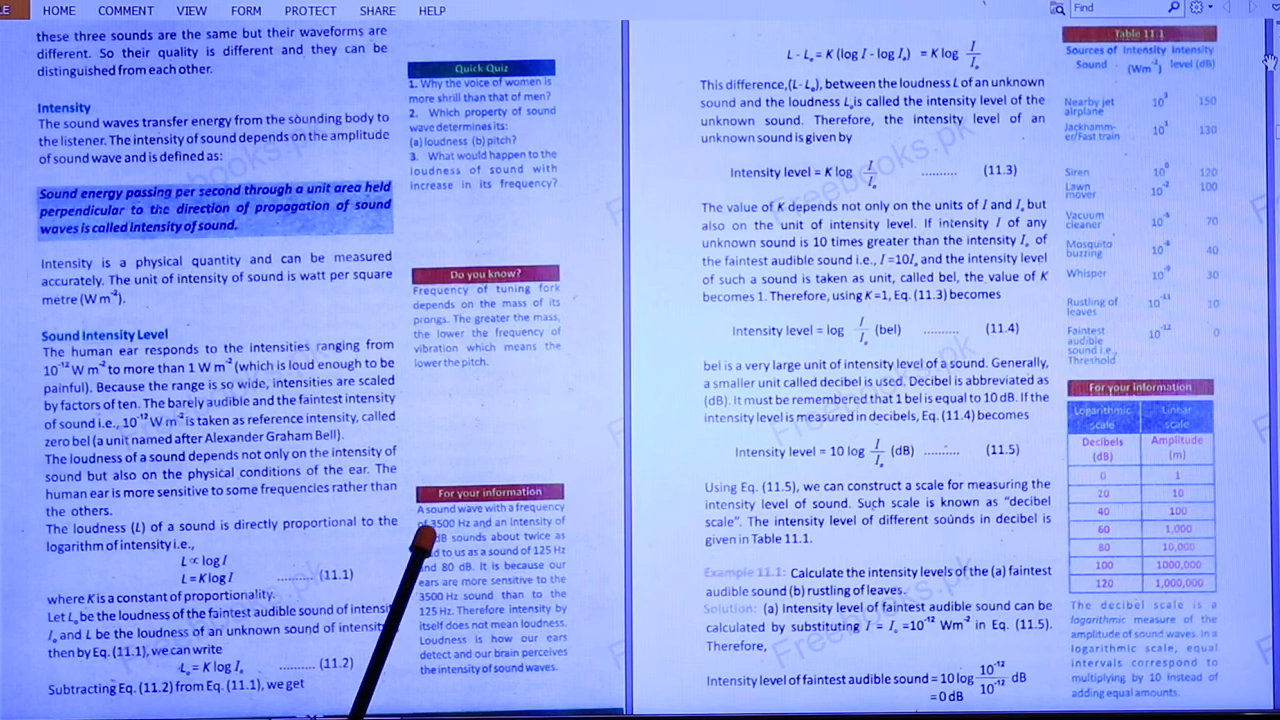 HOME COMMENT VIEW FORM PROTECT SHARE HELP
Find
these three sounds are the same but their waveforms are
different. So their quality is different and they can be
distinguished from each other.
Intensity
The sound waves transfer energy from the sounding body to
the listener. The intensity of sound depends on the amplitude
of sound wave and is defined as:
Sound energy passing per second through a unit area held
perpendicular to the direction of propagation of sound
waves is called intensity of sound.
Intensity is a physical quantity and can be measured
accurately. The unit of intensity of sound is watt per square
metre (W m⁻²).
Sound Intensity Level
The human ear responds to the intensities ranging from
10⁻¹² W m⁻² to more than 1 W m⁻² (which is loud enough to be
painful). Because the range is so wide, intensities are scaled
by factors of ten. The barely audible and the faintest intensity
of sound i.e., 10⁻¹² W m⁻² is taken as reference intensity, called
zero bel (a unit named after Alexander Graham Bell).
The loudness of a sound depends not only on the intensity of
sound but also on the physical conditions of the ear. The
human ear is more sensitive to some frequencies rather than
the others.
The loudness (L) of a sound is directly proportional to the
logarithm of intensity i.e.,
L ∝ log I
L = K log I .......... (11.1)
where K is a constant of proportionality.
Let L₀ be the loudness of the faintest audible sound of intensity
I₀ and L be the loudness of an unknown sound of intensity
then by Eq. (11.1), we can write
L₀ = K log I₀ .......... (11.2)
Subtracting Eq. (11.2) from Eq. (11.1), we get
Quick Quiz
1. Why the voice of women is
more shrill than that of men?
2. Which property of sound
wave determines its:
(a) loudness (b) pitch?
3. What would happen to the
loudness of sound with
increase in its frequency?
Do you know?
Frequency of tuning fork
depends on the mass of its
prongs. The greater the mass,
the lower the frequency of
vibration which means the
lower the pitch.
For your information
A sound wave with a frequency
of 3500 Hz and an intensity of
dB sounds about twice as
to us as a sound of 125 Hz
and 80 dB. It is because our
ears are more sensitive to the
3500 Hz sound than to the
125 Hz. Therefore intensity by
itself does not mean loudness.
Loudness is how our ears
detect and our brain perceives
the intensity of sound waves.
L - L₀ = K (log I - log I₀) = K log I/I₀
This difference, (L - L₀), between the loudness L of an unknown
sound and the loudness L₀ is called the intensity level of the
unknown sound. Therefore, the intensity level of an
unknown sound is given by
Intensity level = K log I/I₀ .......... (11.3)
The value of K depends not only on the units of I and I₀ but
also on the unit of intensity level. If intensity I of any
unknown sound is 10 times greater than the intensity I₀ of
the faintest audible sound i.e., I =10I₀ and the intensity level
of such a sound is taken as unit, called bel, the value of K
becomes 1. Therefore, using K=1, Eq. (11.3) becomes
Intensity level = log I/I₀ (bel) .......... (11.4)
bel is a very large unit of intensity level of a sound. Generally,
a smaller unit called decibel is used. Decibel is abbreviated as
(dB). It must be remembered that 1 bel is equal to 10 dB. If the
intensity level is measured in decibels, Eq. (11.4) becomes
Intensity level = 10 log I/I₀ (dB) .......... (11.5)
Using Eq. (11.5), we can construct a scale for measuring the
intensity level of sound. Such scale is known as "decibel
scale". The intensity level of different sounds in decibel is
given in Table 11.1.
Example 11.1: Calculate the intensity levels of the (a) faintest
audible sound (b) rustling of leaves.
Solution: (a) Intensity level of faintest audible sound can be
calculated by substituting I = I₀ =10⁻¹² Wm⁻² in Eq. (11.5).
Therefore,
Intensity level of faintest audible sound = 10 log 10⁻¹²/10⁻¹² dB
= 0 dB
Table 11.1
Sources of Sound Intensity (Wm⁻²) Intensity level (dB)
Nearby jet airplane 10³ 150
Jackhammer/Fast train 10¹ 130
Siren 10⁰ 120
Lawn mover 10⁻² 100
Vacuum cleaner 70
Mosquito buzzing 10⁻⁸ 40
Whisper 10⁻⁹ 30
Rustling of leaves 10⁻¹¹ 10
Faintest audible sound i.e., Threshold 10⁻¹² 0
For your information
Logarithmic scale Linear scale
Decibels (dB) Amplitude (m)
0 1
20 10
40 100
60 1,000
80 10,000
100 1000,000
120 1,000,000
The decibel scale is a
logarithmic measure of the
amplitude of sound waves. In a
logarithmic scale, equal
intervals correspond to
multiplying by 10 instead of
adding equal amounts.
Freebooks.pk